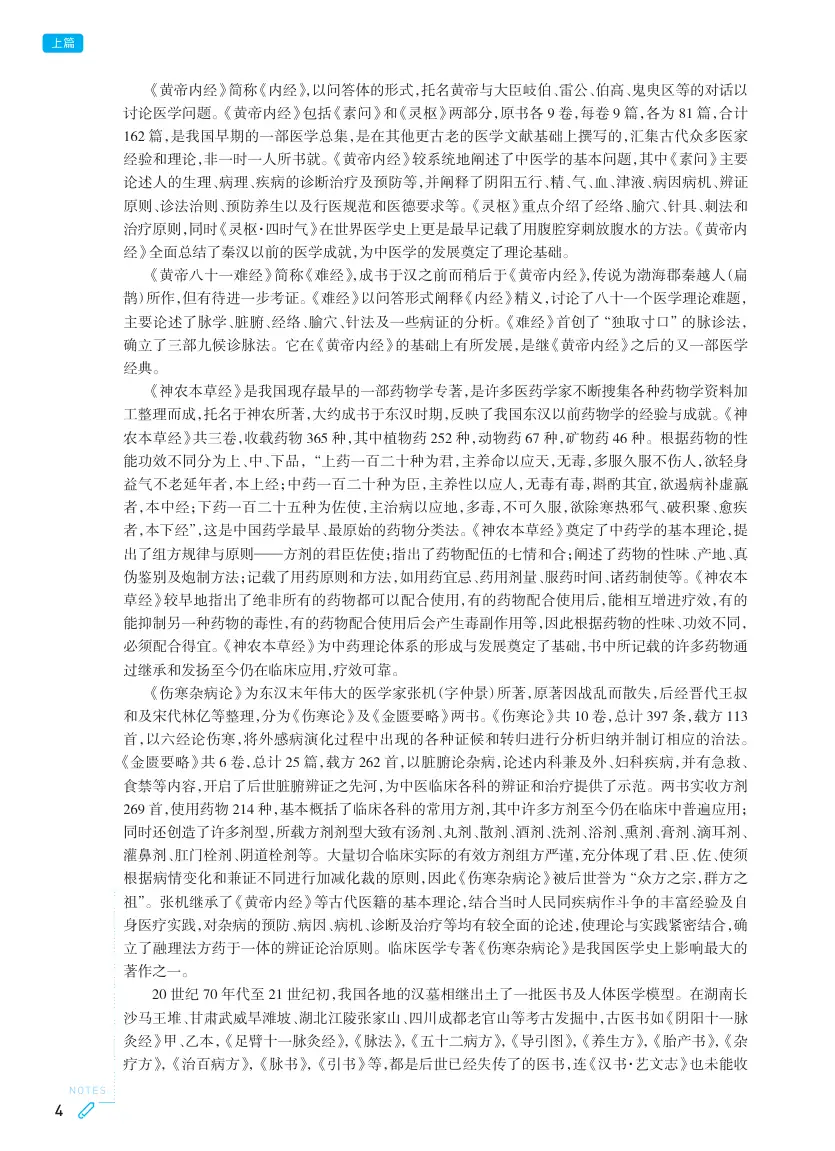 上篇
《黄帝内经》简称《内经》，以问答体的形式，托名黄帝与大臣岐伯、雷公、伯高、鬼臾区等的对话以
讨论医学问题。《黄帝内经》包括《素问》和《灵枢》两部分，原书各 9 卷，每卷 9 篇，各为 81 篇，合计
162 篇，是我国早期的一部医学总集，是在其他更古老的医学文献基础上撰写的，汇集古代众多医家
经验和理论，非一时一人所书就。《黄帝内经》较系统地阐述了中医学的基本问题，其中《素问》主要
论述人的生理、病理、疾病的诊断治疗及预防等，并阐释了阴阳五行、精、气、血、津液、病因病机、辨证
原则、诊法治则、预防养生以及行医规范和医德要求等。《灵枢》重点介绍了经络、腧穴、针具、刺法和
治疗原则，同时《灵枢·四时气》在世界医学史上更是最早记载了用腹腔穿刺放腹水的方法。《黄帝内
经》全面总结了秦汉以前的医学成就，为中医学的发展奠定了理论基础。
《黄帝八十一难经》简称《难经》，成书于汉之前而稍后于《黄帝内经》，传说为渤海郡秦越人（扁
鹊）所作，但有待进一步考证。《难经》以问答形式阐释《内经》精义，讨论了八十一个医学理论难题，
主要论述了脉学、脏腑、经络、腧穴、针法及一些病证的分析。《难经》首创了 “独取寸口” 的脉诊法，
确立了三部九候诊脉法。它在《黄帝内经》的基础上有所发展，是继《黄帝内经》之后的又一部医学
经典。
《神农本草经》是我国现存最早的一部药物学专著，是许多医药学家不断搜集各种药物学资料加
工整理而成，托名于神农所著，大约成书于东汉时期，反映了我国东汉以前药物学的经验与成就。《神
农本草经》共三卷，收载药物 365 种，其中植物药 252 种，动物药 67 种，矿物药 46 种。根据药物的性
能功效不同分为上、中、下品，“上药一百二十种为君，主养命以应天，无毒，多服久服不伤人，欲轻身
益气不老延年者，本上经；中药一百二十种为臣，主养性以应人，无毒有毒，斟酌其宜，欲遏病补虚羸
者，本中经；下药一百二十五种为佐使，主治病以应地，多毒，不可久服，欲除寒热邪气、破积聚、愈疾
者，本下经”，这是中国药学最早、最原始的药物分类法。《神农本草经》奠定了中药学的基本理论，提
出了组方规律与原则——方剂的君臣佐使；指出了药物配伍的七情和合；阐述了药物的性味、产地、真
伪鉴别及炮制方法；记载了用药原则和方法，如用药宜忌、药用剂量、服药时间、诸药制使等。《神农本
草经》较早地指出了绝非所有的药物都可以配合使用，有的药物配合使用后，能相互增进疗效，有的
能抑制另一种药物的毒性，有的药物配合使用后会产生毒副作用等，因此根据药物的性味、功效不同，
必须配合得宜。《神农本草经》为中药理论体系的形成与发展奠定了基础，书中所记载的许多药物通
过继承和发扬至今仍在临床应用，疗效可靠。
《伤寒杂病论》为东汉末年伟大的医学家张机（字仲景）所著，原著因战乱而散失，后经晋代王叔
和及宋代林亿等整理，分为《伤寒论》及《金匮要略》两书。《伤寒论》共 10 卷，总计 397 条，载方 113
首，以六经论伤寒，将外感病演化过程中出现的各种证候和转归进行分析归纳并制订相应的治法。
《金匮要略》共 6 卷，总计 25 篇，载方 262 首，以脏腑论杂病，论述内科兼及外、妇科疾病，并有急救、
食禁等内容，开启了后世脏腑辨证之先河，为中医临床各科的辨证和治疗提供了示范。两书实收方剂
269 首，使用药物 214 种，基本概括了临床各科的常用方剂，其中许多方剂至今仍在临床中普遍应用；
同时还创造了许多剂型，所载方剂剂型大致有汤剂、丸剂、散剂、酒剂、洗剂、浴剂、熏剂、膏剂、滴耳剂、
灌鼻剂、肛门栓剂、阴道栓剂等。大量切合临床实际的有效方剂组方严谨，充分体现了君、臣、佐、使须
根据病情变化和兼证不同进行加减化裁的原则，因此《伤寒杂病论》被后世誉为 “众方之宗，群方之
祖”。张机继承了《黄帝内经》等古代医籍的基本理论，结合当时人民同疾病作斗争的丰富经验及自
身医疗实践，对杂病的预防、病因、病机、诊断及治疗等均有较全面的论述，使理论与实践紧密结合，确
立了融理法方药于一体的辨证论治原则。临床医学专著《伤寒杂病论》是我国医学史上影响最大的
著作之一。
20 世纪 70 年代至 21 世纪初，我国各地的汉墓相继出土了一批医书及人体医学模型。在湖南长
沙马王堆、甘肃武威旱滩坡、湖北江陵张家山、四川成都老官山等考古发掘中，古医书如《阴阳十一脉
灸经》甲、乙本，《足臂十一脉灸经》，《脉法》，《五十二病方》，《导引图》，《养生方》，《胎产书》，《杂
疗方》，《治百病方》，《脉书》，《引书》等，都是后世已经失传了的医书，连《汉书·艺文志》也未能收
NOTES
4